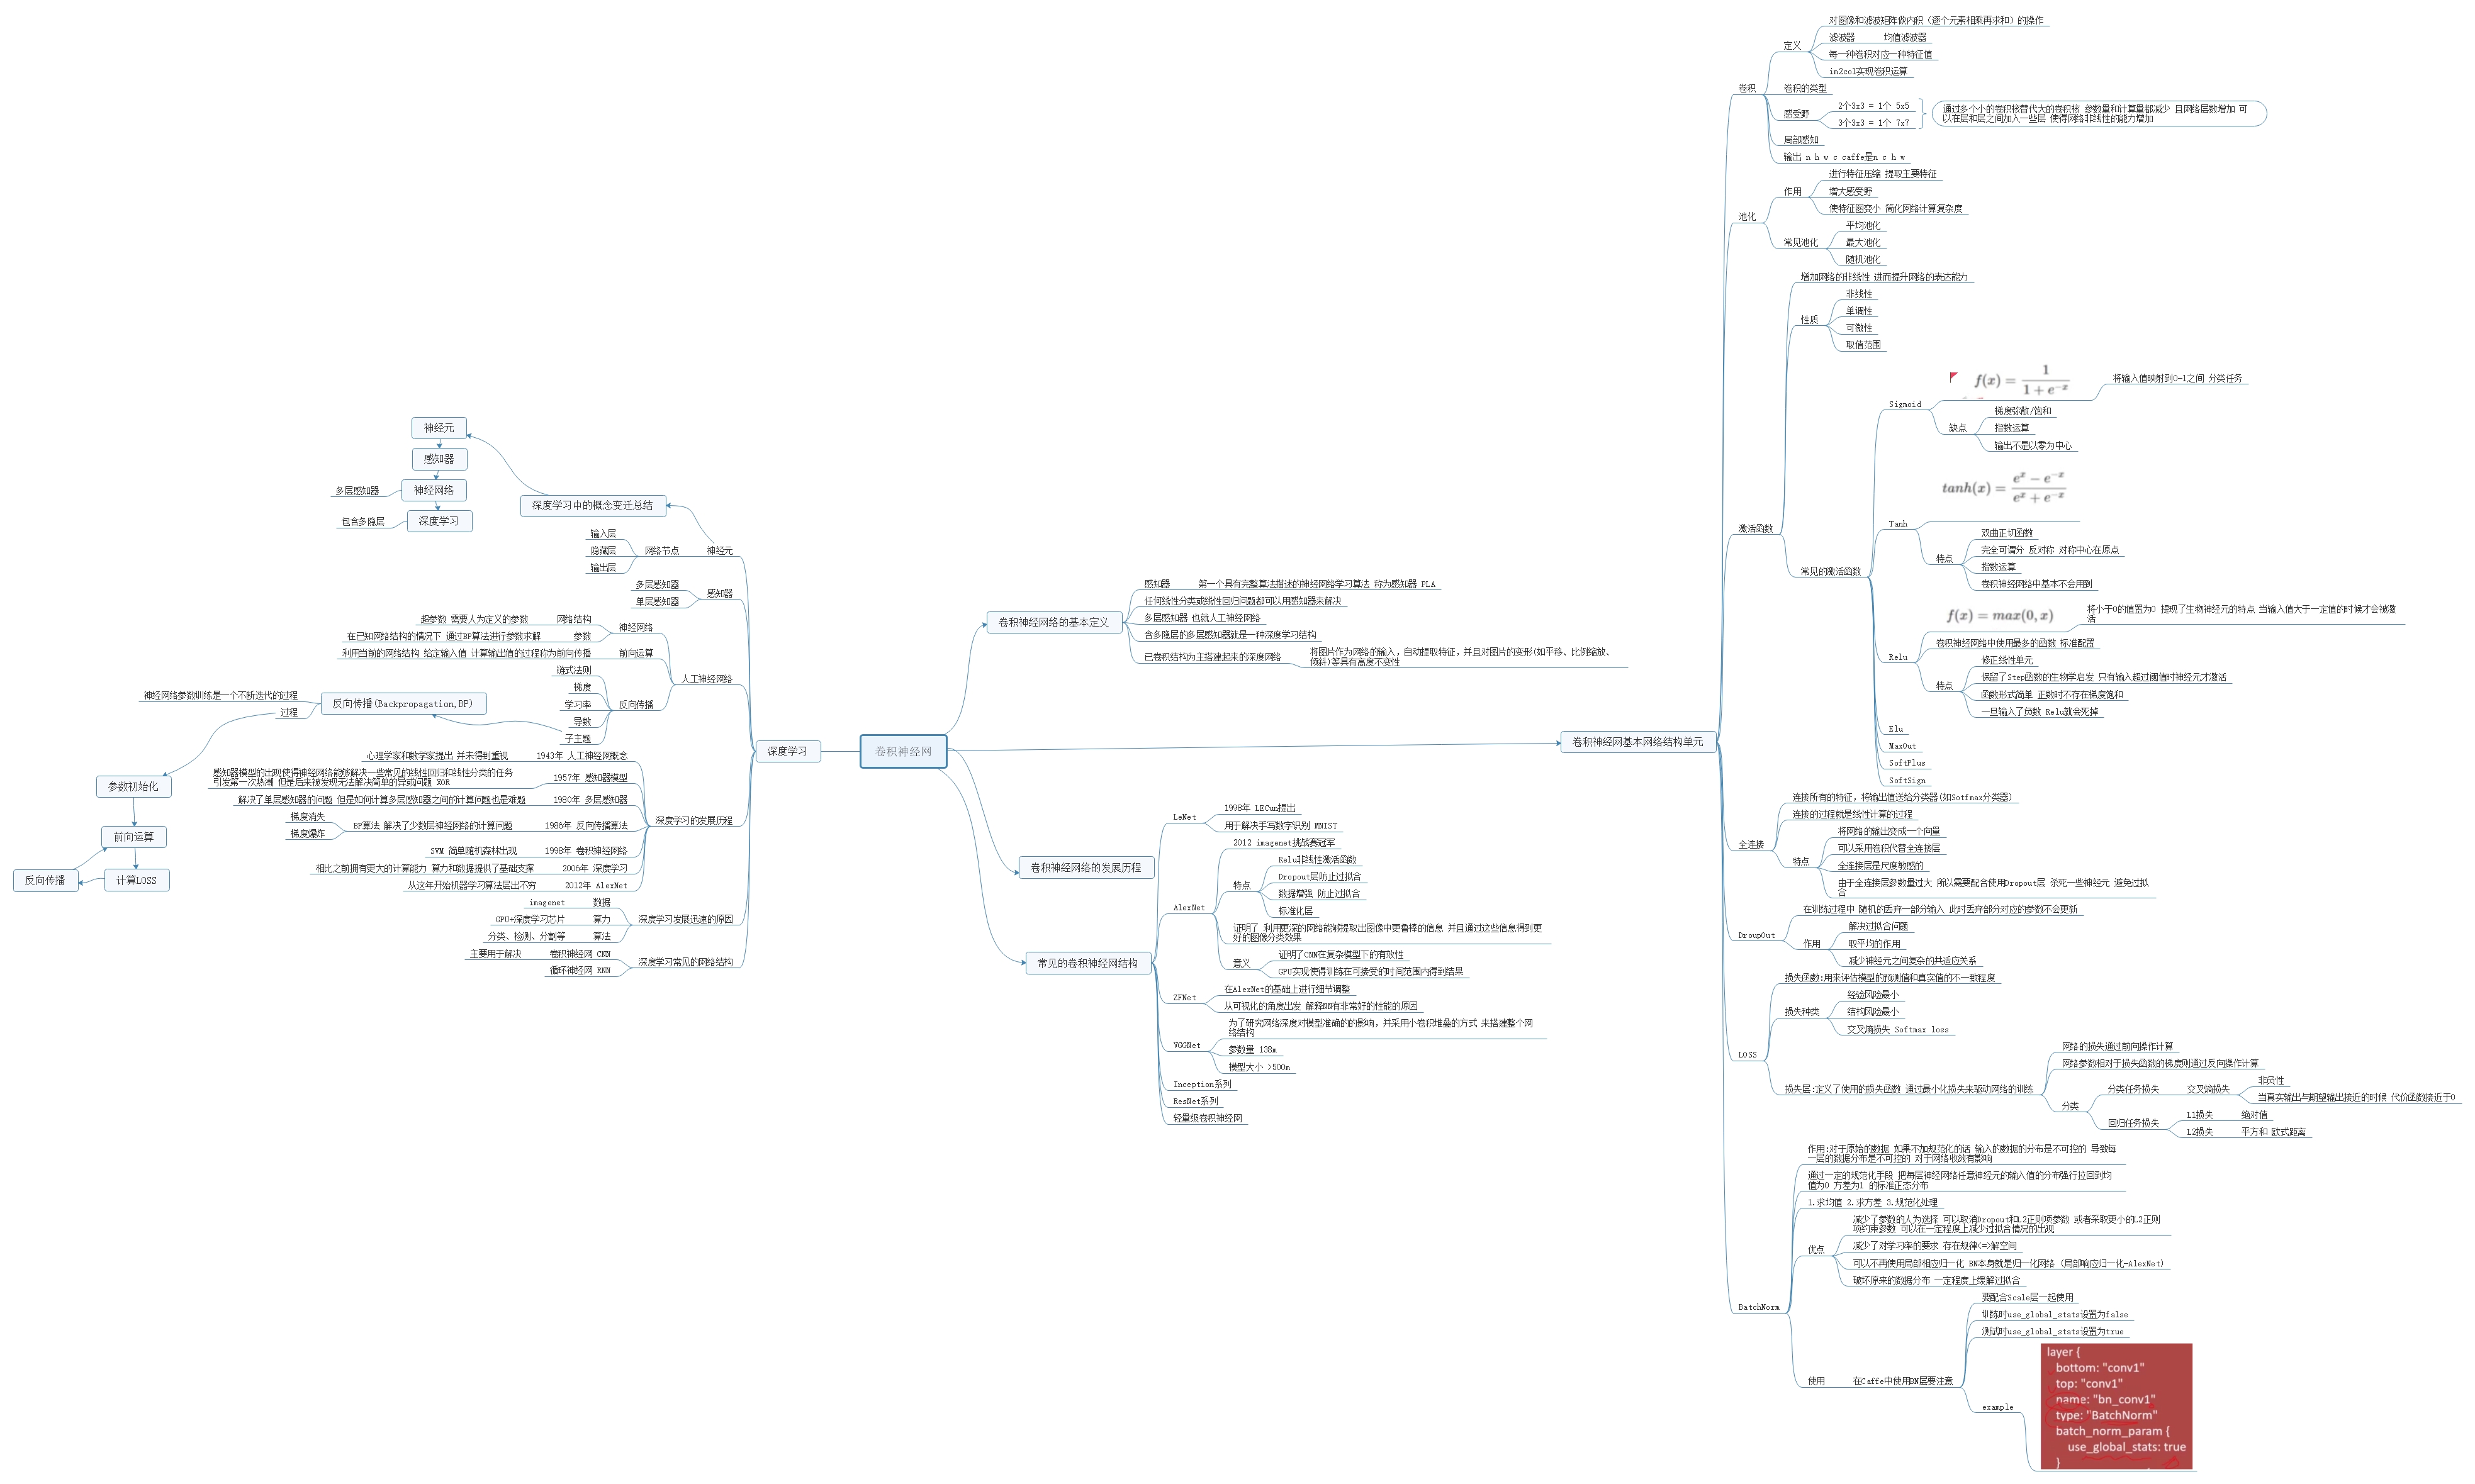 卷积神经网
深度学习
神经元
深度学习中的概念变迁总结
神经元
感知器
神经网络
多层感知器
深度学习
包含多隐层
网络节点
输入层
隐藏层
输出层
感知器
多层感知器
单层感知器
人工神经网络
神经网络
网络结构
超参数 需要人为定义的参数
参数
在已知网络结构的情况下 通过BP算法进行参数求解
前向运算
利用当前的网络结构 给定输入值 计算输出值的过程称为前向传播
反向传播
链式法则
梯度
学习率
导数
子主题
反向传播(Backpropagation,BP)
神经网络参数训练是一个不断迭代的过程
过程
参数初始化
前向运算
计算LOSS
反向传播
深度学习的发展历程
1943年 人工神经网概念
心理学家和数学家提出 并未得到重视
1957年 感知器模型
感知器模型的出现使得神经网络能够解决一些常见的线性回归和线性分类的任务
引发第一次热潮 但是后来被发现无法解决简单的异或问题 XOR
1980年 多层感知器
解决了单层感知器的问题 但是如何计算多层感知器之间的计算问题也是难题
1986年 反向传播算法
BP算法 解决了少数层神经网络的计算问题
梯度消失
梯度爆炸
1998年 卷积神经网络
SVM 简单随机森林出现
2006年 深度学习
相比之前拥有更大的计算能力 算力和数据提供了基础支撑
2012年 AlexNet
从这年开始机器学习算法层出不穷
深度学习发展迅速的原因
数据
imagenet
算力
GPU+深度学习芯片
算法
分类、检测、分割等
深度学习常见的网络结构
卷积神经网 CNN
主要用于解决
循环神经网 RNN
卷积神经网络的基本定义
感知器
第一个具有完整算法描述的神经网络学习算法 称为感知器 PLA
任何线性分类或线性回归问题都可以用感知器来解决
多层感知器 也就人工神经网络
含多隐层的多层感知器就是一种深度学习结构
已卷积结构为主搭建起来的深度网络
将图片作为网络的输入，自动提取特征，并且对图片的变形(如平移、比例缩放、
倾斜)等具有高度不变性
卷积神经网络的发展历程
常见的卷积神经网结构
LeNet
1998年 LECun提出
用于解决手写数字识别 MNIST
AlexNet
2012 imagenet挑战赛冠军
特点
Relu非线性激活函数
Dropout层防止过拟合
数据增强 防止过拟合
标准化层
证明了 利用更深的网络能够提取出图像中更鲁棒的信息 并且通过这些信息得到更
好的图像分类效果
意义
证明了CNN在复杂模型下的有效性
GPU实现使得训练在可接受的时间范围内得到结果
ZFNet
在AlexNet的基础上进行细节调整
从可视化的角度出发 解释NN有非常好的性能的原因
VGGNet
为了研究网络深度对模型准确的的影响，并采用小卷积堆叠的方式 来搭建整个网
络结构
参数量 138m
模型大小 >500m
Inception系列
ResNet系列
轻量级卷积神经网
卷积神经网基本网络结构单元
卷积
定义
对图像和滤波矩阵做内积（逐个元素相乘再求和）的操作
滤波器
均值滤波器
每一种卷积对应一种特征值
im2col实现卷积运算
卷积的类型
感受野
2个3x3 = 1个 5x5
3个3x3 = 1个 7x7
通过多个小的卷积核替代大的卷积核 参数量和计算量都减少 且网络层数增加 可
以在层和层之间加入一些层 使得网络非线性的能力增加
局部感知
输出 n h w c caffe是n c h w
池化
作用
进行特征压缩 提取主要特征
增大感受野
使特征图变小 简化网络计算复杂度
常见池化
平均池化
最大池化
随机池化
激活函数
增加网络的非线性 进而提升网络的表达能力
性质
非线性
单调性
可微性
取值范围
常见的激活函数
Sigmoid
f(x) = 1 / (1 + e^{-x})
将输入值映射到0-1之间 分类任务
缺点
梯度弥散/饱和
指数运算
输出不是以零为中心
Tanh
tanh(x) = (e^x − e^{-x}) / (e^x + e^{-x})
特点
双曲正切函数
完全可谓分 反对称 对称中心在原点
指数运算
卷积神经网络中基本不会用到
Relu
f(x) = max(0, x)
将小于0的值置为0 提现了生物神经元的特点 当输入值大于一定值的时候才会被激
活
卷积神经网络中使用最多的函数 标准配置
特点
修正线性单元
保留了Step函数的生物学启发 只有输入超过阈值时神经元才激活
函数形式简单 正数时不存在梯度饱和
一旦输入了负数 Relu就会死掉
Elu
MaxOut
SoftPlus
SoftSign
全连接
连接所有的特征，将输出值送给分类器(如Sotfmax分类器)
连接的过程就是线性计算的过程
特点
将网络的输出变成一个向量
可以采用卷积代替全连接层
全连接层是尺度敏感的
由于全连接层参数量过大 所以需要配合使用Dropout层 杀死一些神经元 避免过拟
合
DroupOut
在训练过程中 随机的丢弃一部分输入 此时丢弃部分对应的参数不会更新
作用
解决过拟合问题
取平均的作用
减少神经元之间复杂的共适应关系
LOSS
损失函数:用来评估模型的预测值和真实值的不一致程度
损失种类
经验风险最小
结构风险最小
交叉熵损失 Softmax loss
损失层:定义了使用的损失函数 通过最小化损失来驱动网络的训练
网络的损失通过前向操作计算
网络参数相对于损失函数的梯度则通过反向操作计算
分类
分类任务损失
交叉熵损失
非负性
当真实输出与期望输出接近的时候 代价函数接近于0
回归任务损失
L1损失
绝对值
L2损失
平方和 欧式距离
BatchNorm
作用:对于原始的数据 如果不加规范化的话 输入的数据的分布是不可控的 导致每
一层的数据分布是不可控的 对于网络收敛有影响
通过一定的规范化手段 把每层神经网络任意神经元的输入值的分布强行拉回到均
值为0 方差为1 的标准正态分布
1.求均值 2.求方差 3.规范化处理
优点
减少了参数的人为选择 可以取消Dropout和L2正则项参数 或者采取更小的L2正则
项约束参数 可以在一定程度上减少过拟合情况的出现
减少了对学习率的要求 存在规律<=>解空间
可以不再使用局部相应归一化 BN本身就是归一化网络 (局部响应归一化-AlexNet)
破坏原来的数据分布 一定程度上缓解过拟合
使用
在Caffe中使用BN层要注意
要配合Scale层一起使用
训练时use_global_stats设置为false
测试时use_global_stats设置为true
example
layer {
bottom: "conv1"
top: "conv1"
name: "bn_conv1"
type: "BatchNorm"
batch_norm_param {
use_global_stats: true
}